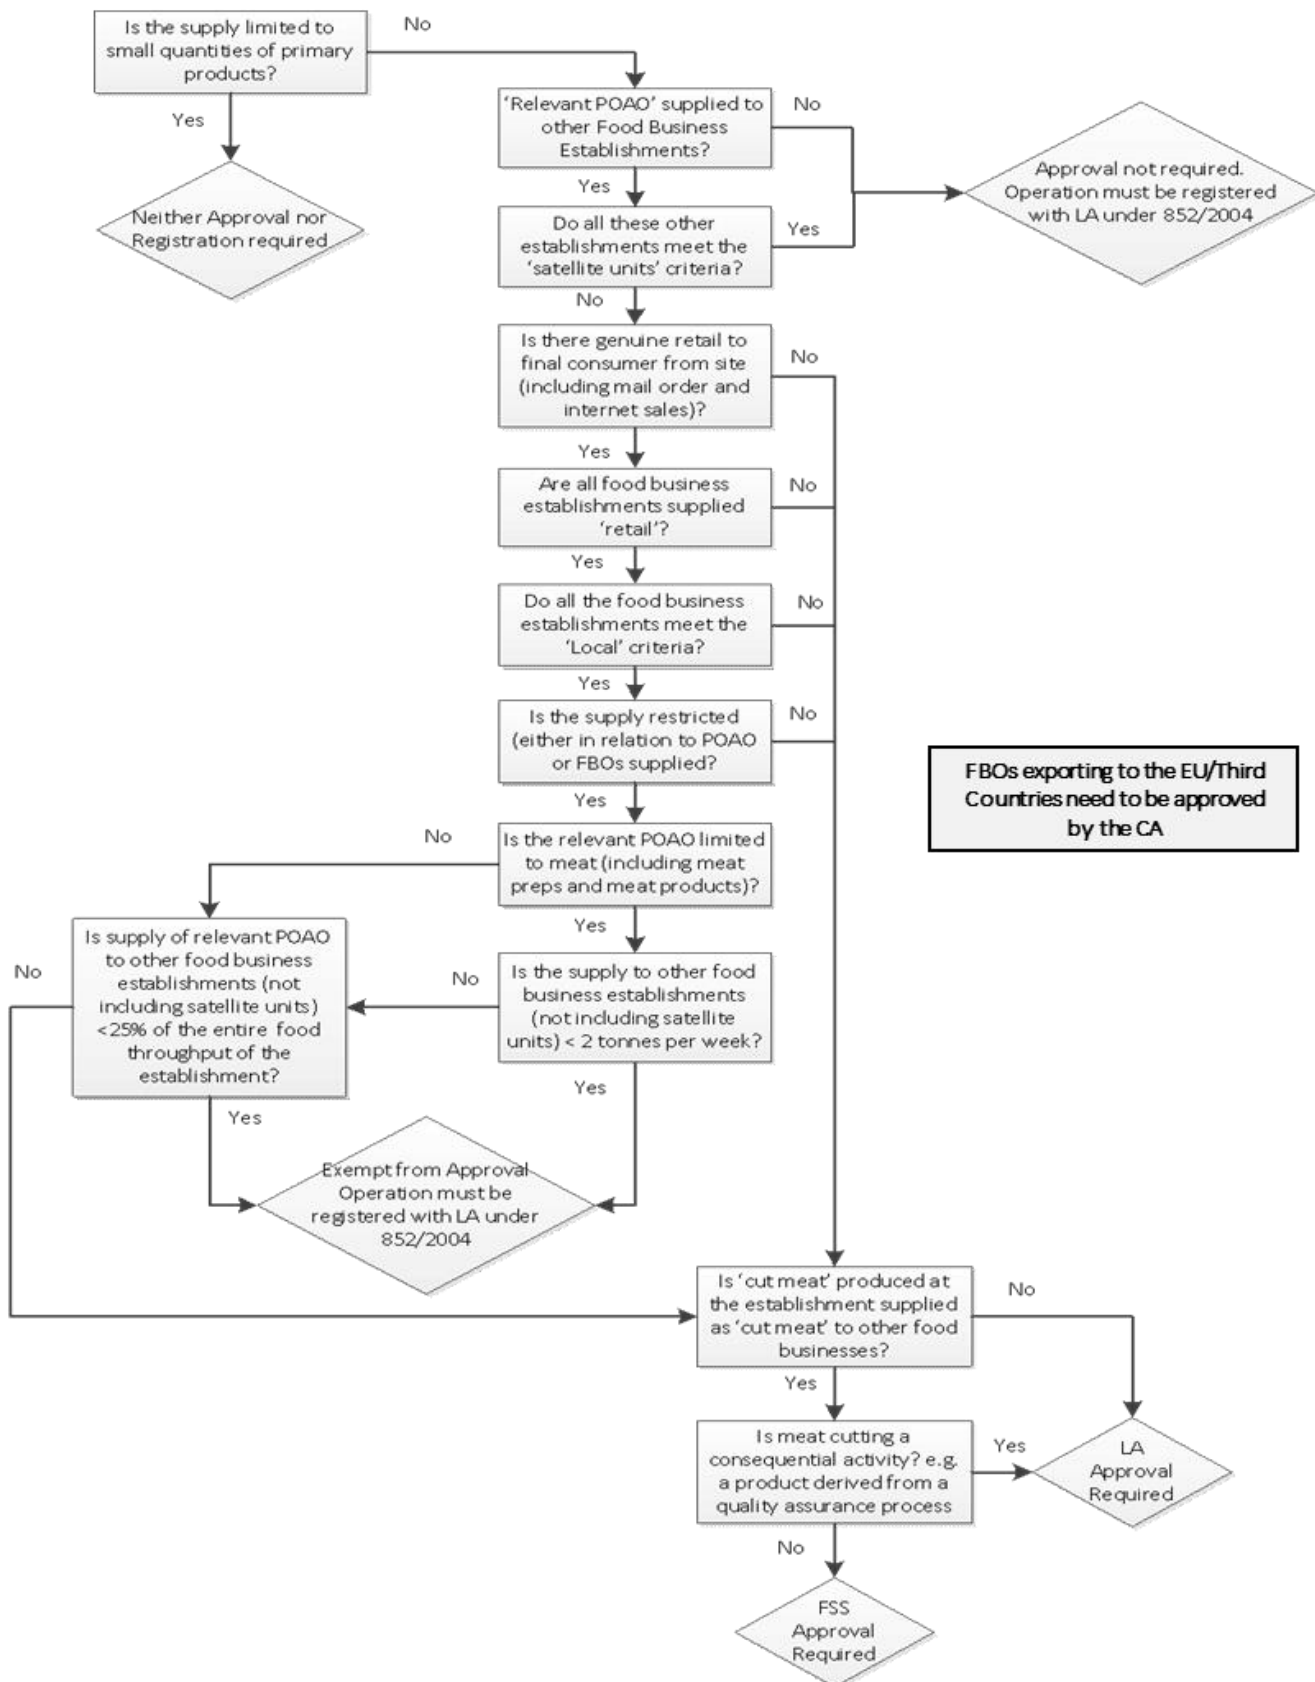 Is the supply limited to
small quantities of primary
products?
No
Yes
Neither Approval nor
Registration required
‘Relevant POAO’ supplied to
other Food Business
Establishments?
No
Yes
Approval not required.
Operation must be registered
with LA under 852/2004
Do all these other
establishments meet the
‘satellite units’ criteria?
Yes
No
Is there genuine retail to
final consumer from site
(including mail order and
internet sales)?
No
Yes
Are all food business
establishments supplied
‘retail’?
No
Yes
Do all the food business
establishments meet the
‘Local’ criteria?
No
Yes
Is the supply restricted
(either in relation to POAO
or FBOs supplied?
No
Yes
FBOs exporting to the EU/Third
Countries need to be approved
by the CA
Is the relevant POAO limited
to meat (including meat
preps and meat products)?
No
Yes
Is supply of relevant POAO
to other food business
establishments (not
including satellite units)
<25% of the entire food
throughput of the
establishment?
No
Yes
Is the supply to other food
business establishments
(not including satellite
units) < 2 tonnes per week?
No
Yes
Exempt from Approval
Operation must be
registered with LA under
852/2004
Is ‘cut meat’ produced at
the establishment supplied
as ‘cut meat’ to other food
businesses?
No
Yes
Is meat cutting a
consequential activity? e.g.
a product derived from a
quality assurance process
Yes
No
LA
Approval
Required
FSS
Approval
Required